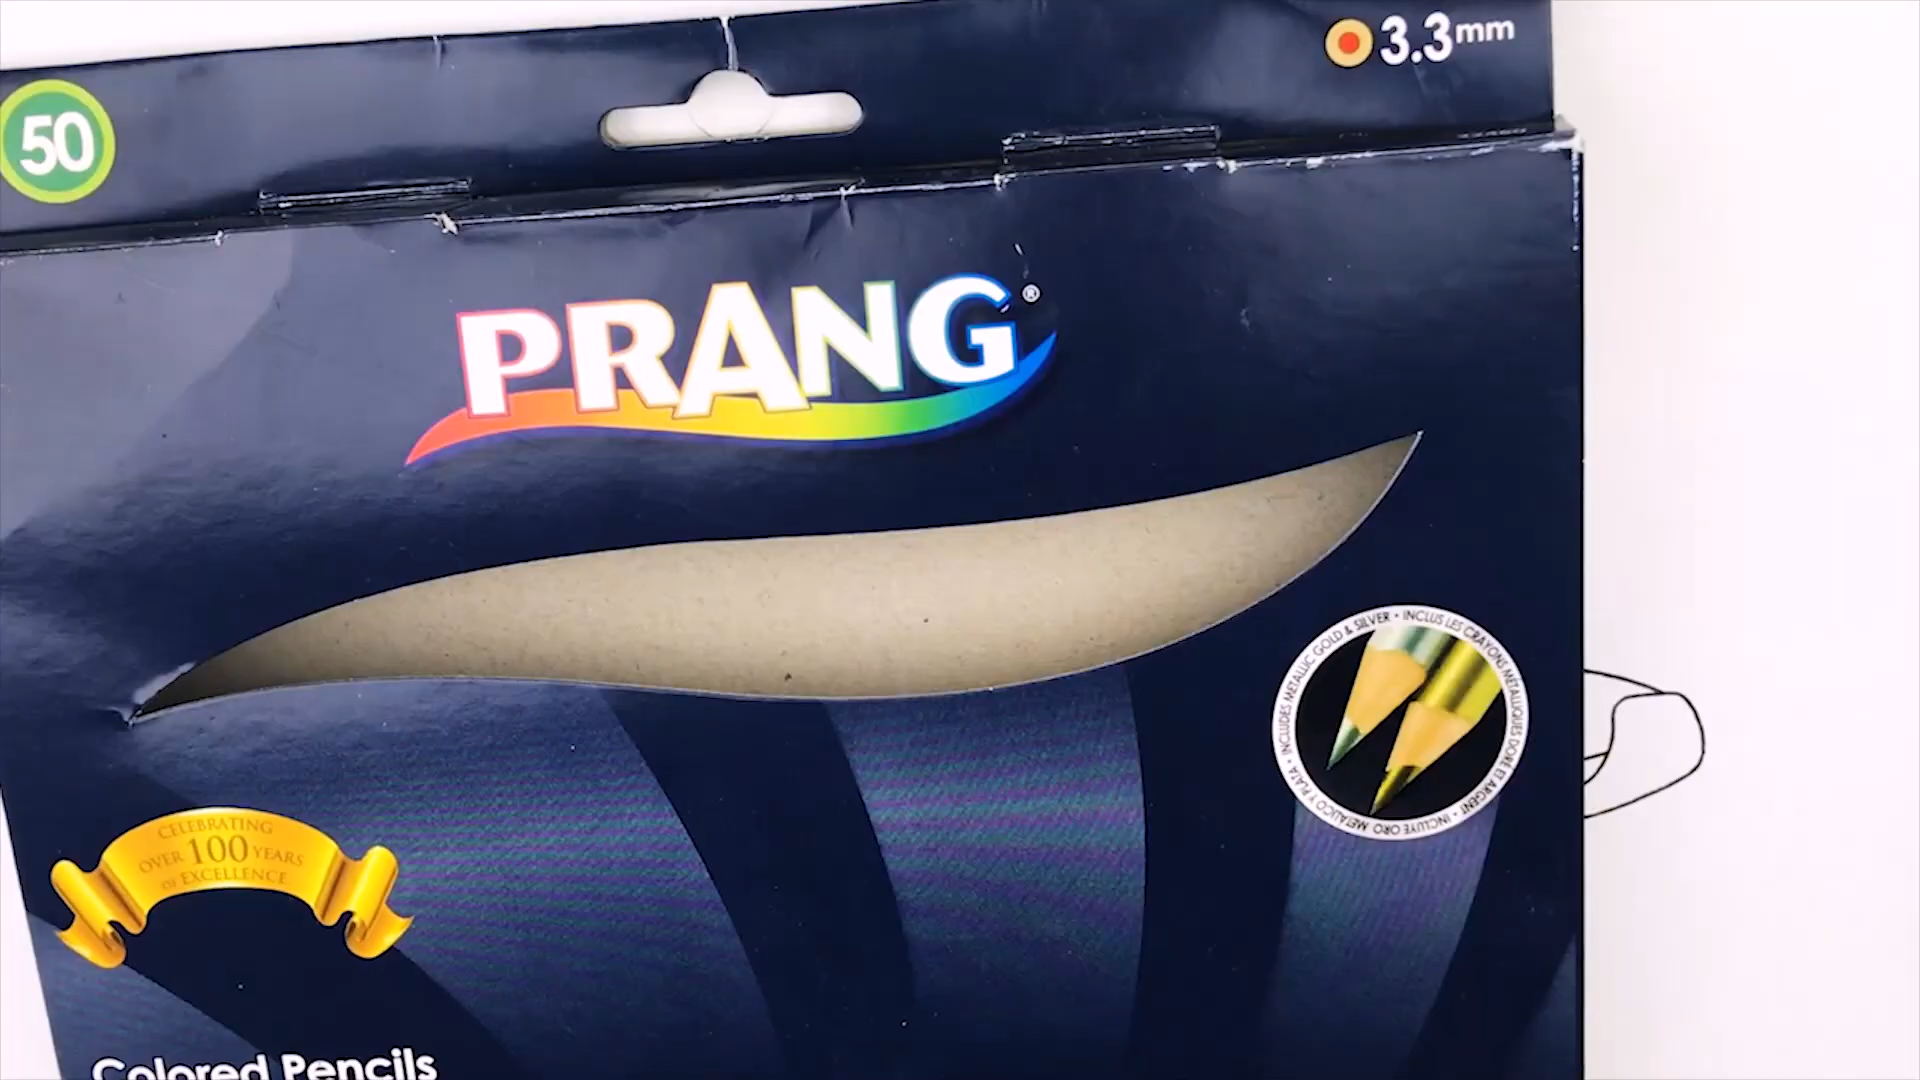 50
3.3mm
PRANG®
INCLUDES METALLIC GOLD & SILVER • INCLUS LES CRAYONS MÉTALLIQUES DORÉ ET ARGENT • INCLUYE ORO METALICO Y PLATA •
CELEBRATING
OVER 100 YEARS
OF EXCELLENCE
Colored Pencils